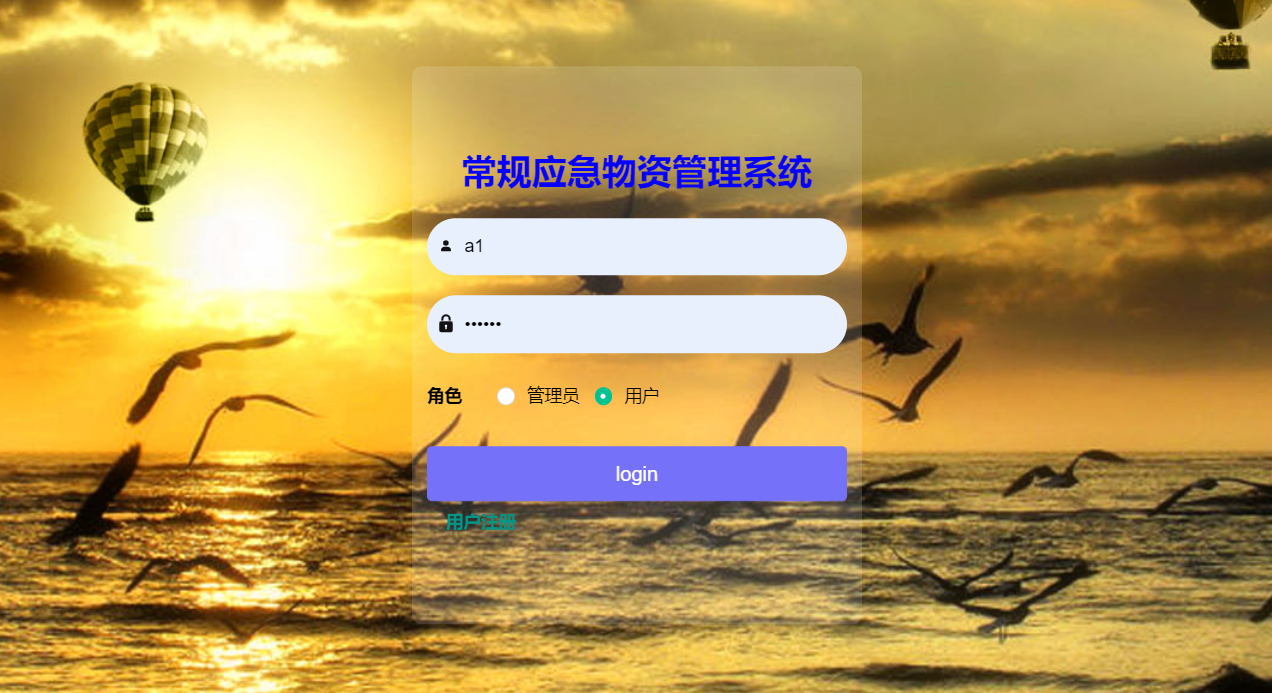 常规应急物资管理系统
a1
••••••
角色 管理员 用户
login
用户注册